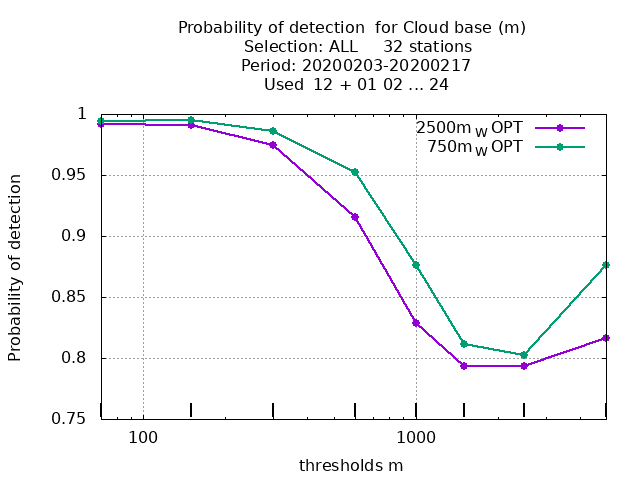 Probability of detection  for Cloud base (m)
Selection: ALL     32 stations
Period: 20200203-20200217
Used  12 + 01 02 ... 24
2500m W OPT
750m W OPT
1
0.95
0.9
0.85
0.8
0.75
Probability of detection
100
1000
thresholds m